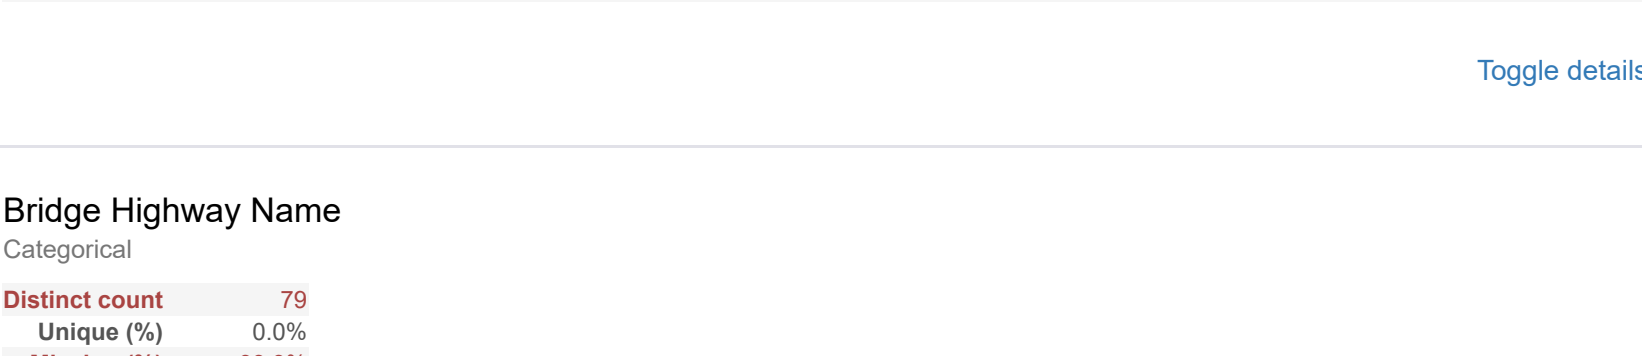 Toggle details
Bridge Highway Name
Categorical
Distinct count 79
Unique (%) 0.0%